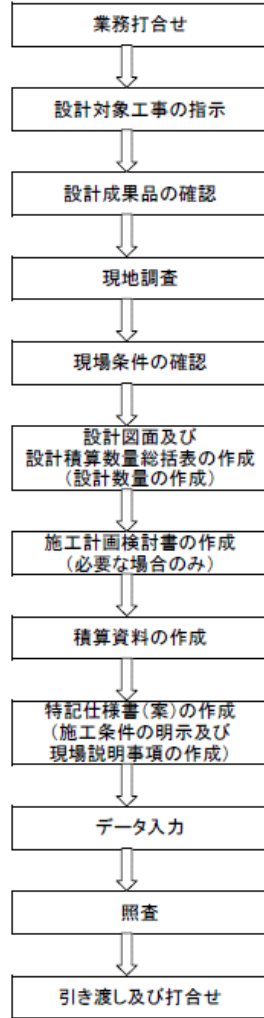 業務打合せ
設計対象工事の指示
設計成果品の確認
現地調査
現場条件の確認
設計図面及び
設計積算数量総括表の作成
(設計数量の作成)
施工計画検討書の作成
(必要な場合のみ)
積算資料の作成
特記仕様書(案)の作成
(施工条件の明示及び
現場説明事項の作成)
データ入力
照査
引き渡し及び打合せ